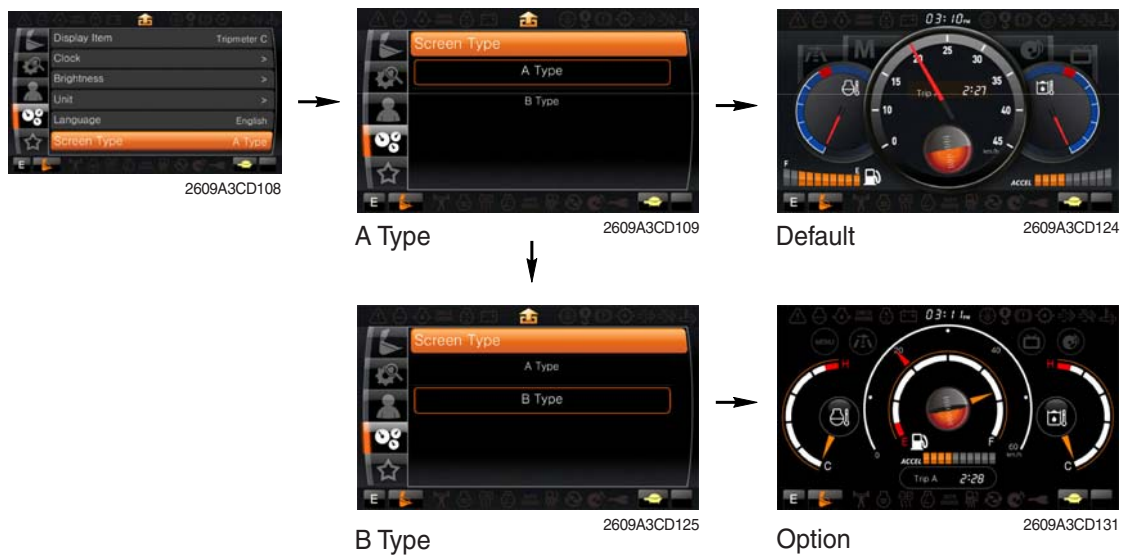 Display Item Tripmeter C
Clock >
Brightness >
Unit >
Language English
Screen Type A Type
E
2609A3CD108
Screen Type
A Type
B Type
E
A Type 2609A3CD109
03:10 PM
M
0 10 15 20 25 30 35 40 45
km/h
Trip 2:27
F E
ACCEL
E
Default 2609A3CD124
Screen Type
A Type
B Type
E
B Type 2609A3CD125
03:11 PM
MENU
H H
0 20 40 60
km/h
E F
C C
ACCEL
Trip A 2:28
E
Option 2609A3CD131